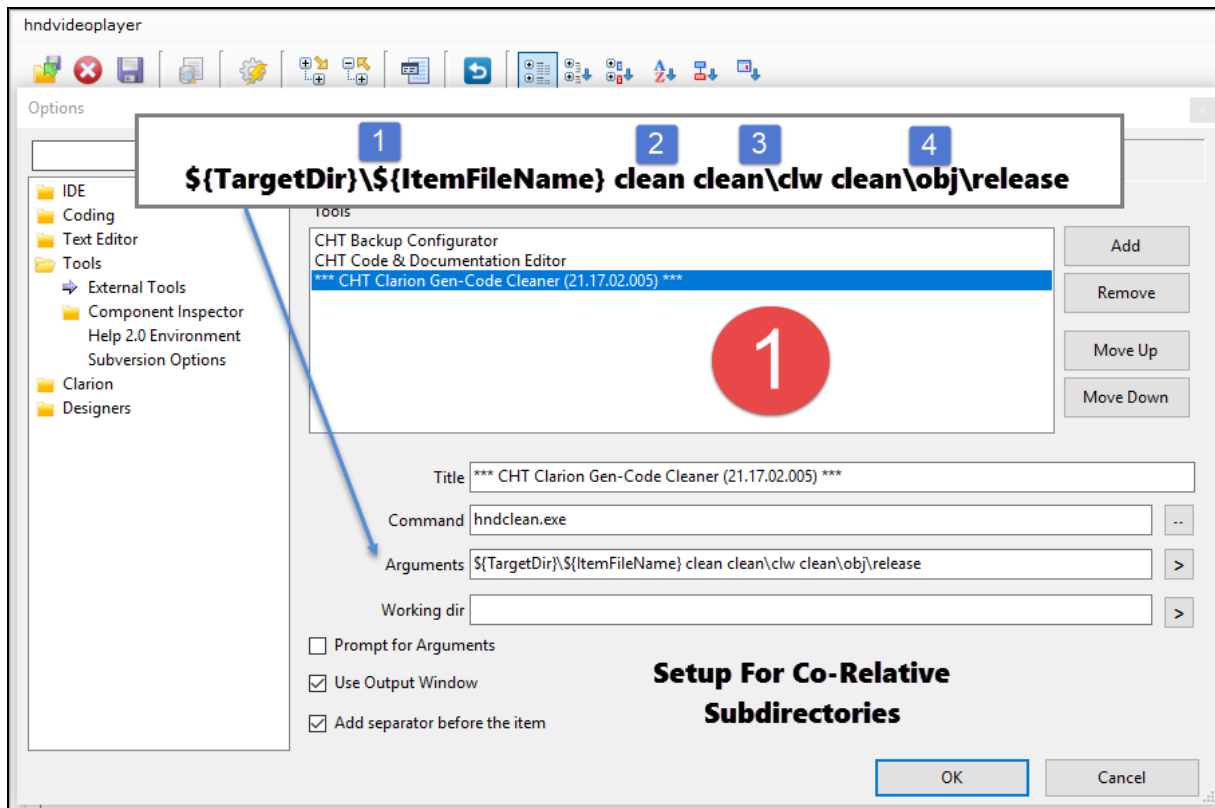 hndvideoplayer
Options
1
2
3
4
${TargetDir}\${ItemFileName} clean clean\clw clean\obj\release
IDE
Coding
Text Editor
Tools
External Tools
Component Inspector
Help 2.0 Environment
Subversion Options
Clarion
Designers
Tools
CHT Backup Configurator
CHT Code & Documentation Editor
*** CHT Clarion Gen-Code Cleaner (21.17.02.005) ***
1
Add
Remove
Move Up
Move Down
Title *** CHT Clarion Gen-Code Cleaner (21.17.02.005) ***
Command hndclean.exe --
Arguments ${TargetDir}\${ItemFileName} clean clean\clw clean\obj\release >
Working dir >
Prompt for Arguments
Use Output Window
Add separator before the item
Setup For Co-Relative
Subdirectories
OK
Cancel